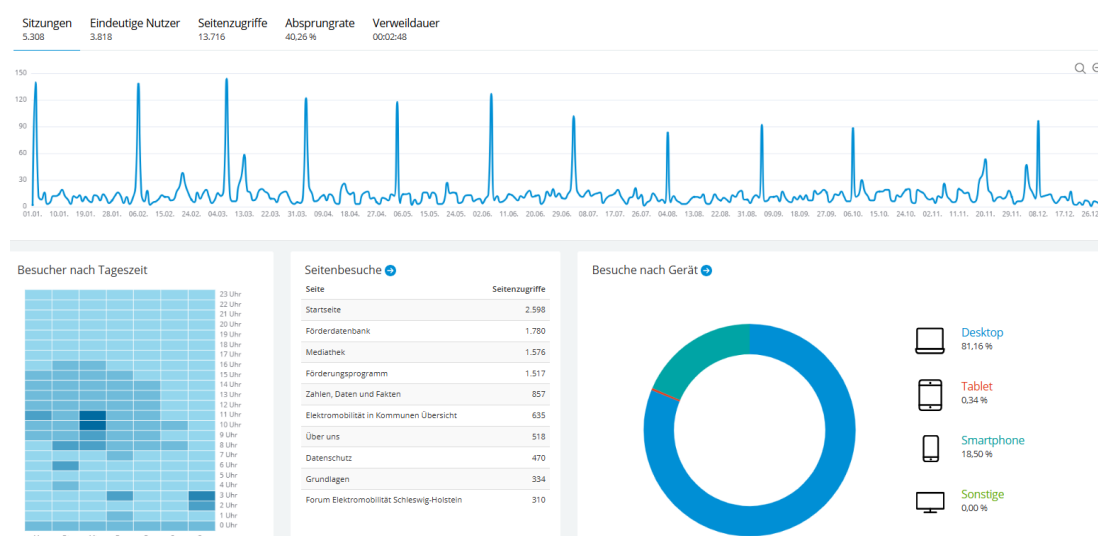 Sitzungen Eindeutige Nutzer Seitenzugriffe Absprungrate Verweildauer
5.308 3.818 13.716 40,26 % 00:02:48
150
120
90
60
30
0
01.01. 10.01. 19.01. 28.01. 06.02. 15.02. 24.02. 04.03. 13.03. 22.03. 31.03. 09.04. 18.04. 27.04. 06.05. 15.05. 24.05. 02.06. 11.06. 20.06. 29.06. 08.07. 17.07. 26.07. 04.08. 13.08. 22.08. 31.08. 09.09. 18.09. 27.09. 06.10. 15.10. 24.10. 02.11. 11.11. 20.11. 29.11. 08.12. 17.12. 26.12
Besucher nach Tageszeit
23 Uhr
22 Uhr
21 Uhr
20 Uhr
19 Uhr
18 Uhr
17 Uhr
16 Uhr
15 Uhr
14 Uhr
13 Uhr
12 Uhr
11 Uhr
10 Uhr
9 Uhr
8 Uhr
7 Uhr
6 Uhr
5 Uhr
4 Uhr
3 Uhr
2 Uhr
1 Uhr
0 Uhr
Seitenbesuche
Seite Seitenzugriffe
Startseite 2.598
Förderdatenbank 1.780
Mediathek 1.576
Förderungsprogramm 1.517
Zahlen, Daten und Fakten 857
Elektromobilität in Kommunen Übersicht 635
Über uns 518
Datenschutz 470
Grundlagen 334
Forum Elektromobilität Schleswig-Holstein 310
Besuche nach Gerät
Desktop
81,16 %
Tablet
0,34 %
Smartphone
18,50 %
Sonstige
0,00 %